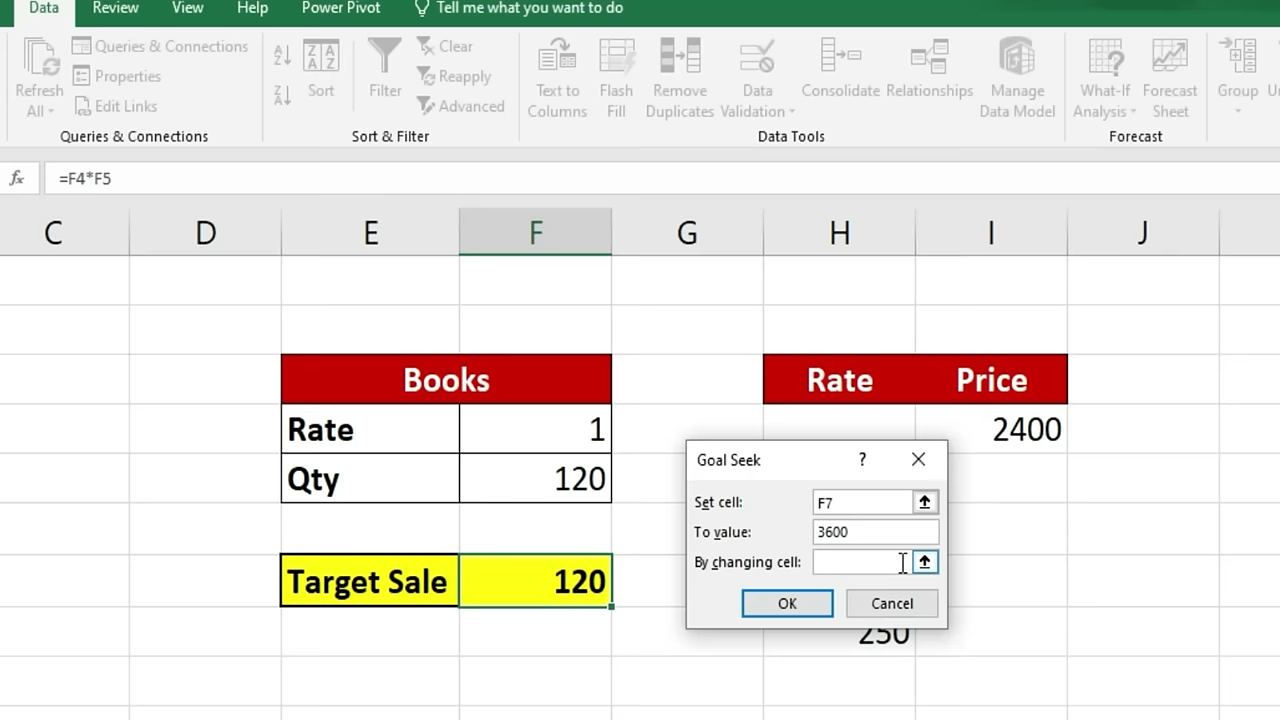 Data Review View Help Power Pivot Tell me what you want to do
Refresh All
Queries & Connections
Properties
Edit Links
Queries & Connections
A Z
Z A
Z A
A Z
Sort
Filter
Clear
Reapply
Advanced
Sort & Filter
Text to Columns
Flash Fill
Remove Duplicates
Data Validation
Consolidate
Relationships
Manage Data Model
Data Tools
What-If Analysis
Forecast Sheet
Forecast
Group
fx =F4*F5
C D E F G H I J
Books
Rate 1
Qty 120
Target Sale 120
Rate Price
2400
250
Goal Seek ?
Set cell: F7
To value: 3600
By changing cell:
OK Cancel